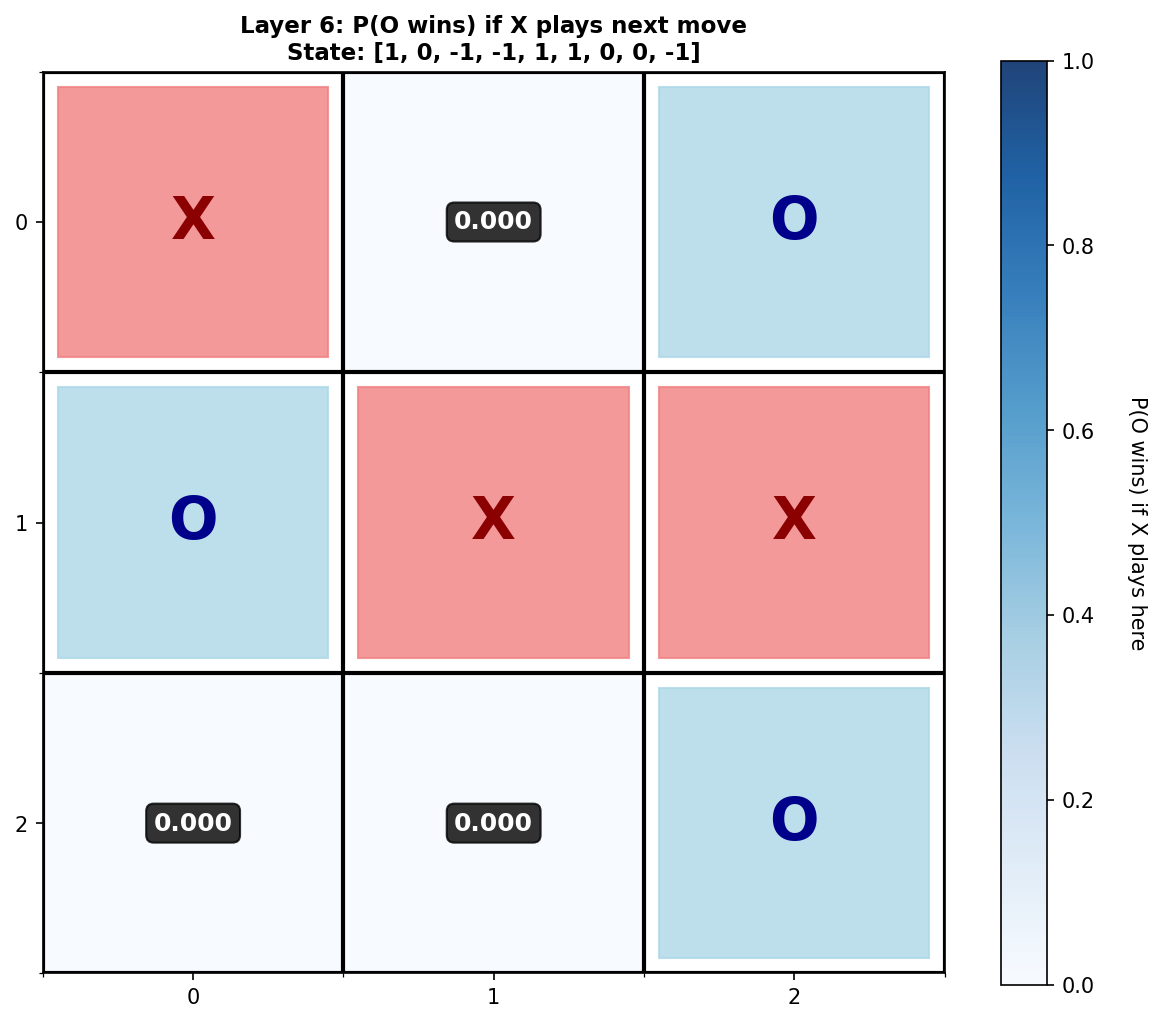 Layer 6: P(O wins) if X plays next move
State: [1, 0, -1, -1, 1, 1, 0, 0, -1]
0
X
0.000
O
1
O
X
X
2
0.000
0.000
O
0
1
2
1.0
0.8
0.6
0.4
0.2
0.0
P(O wins) if X plays here